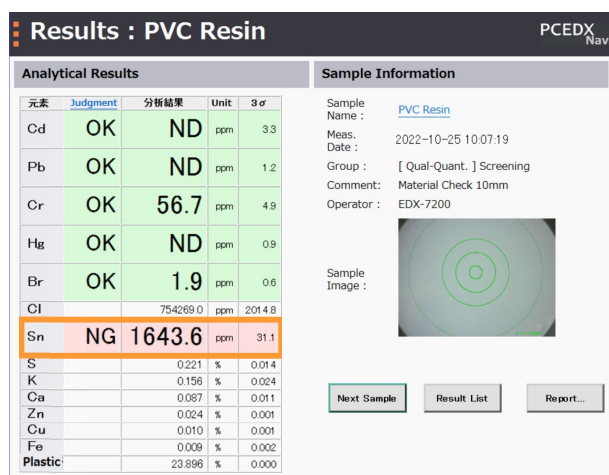 Results : PVC Resin
PCEDX
Nav
Analytical Results
元素 Judgment 分析結果 Unit 3σ
Cd OK ND ppm 3.3
Pb OK ND ppm 1.2
Cr OK 56.7 ppm 4.9
Hg OK ND ppm 0.9
Br OK 1.9 ppm 0.6
Cl 754269.0 ppm 2014.8
Sn NG 1643.6 ppm 31.1
S 0.221 % 0.014
K 0.156 % 0.024
Ca 0.087 % 0.011
Zn 0.024 % 0.001
Cu 0.010 % 0.001
Fe 0.009 % 0.002
Plastic 23.896 % 0.000
Sample Information
Sample
Name : PVC Resin
Meas.
Date : 2022-10-25 10:07:19
Group : [ Qual-Quant. ] Screening
Comment: Material Check 10mm
Operator : EDX-7200
Sample
Image :
Next Sample Result List Report...